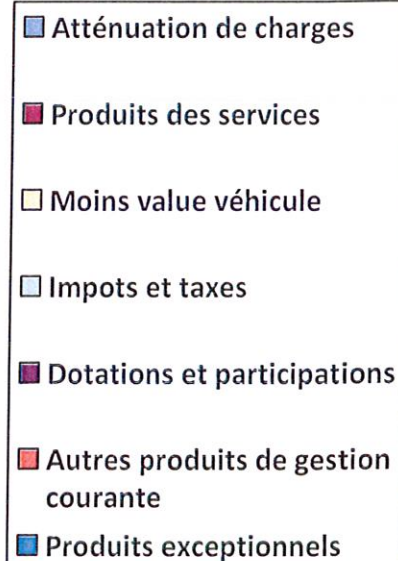 Atténuation de charges
Produits des services
Moins value véhicule
Impots et taxes
Dotations et participations
Autres produits de gestion
courante
Produits exceptionnels